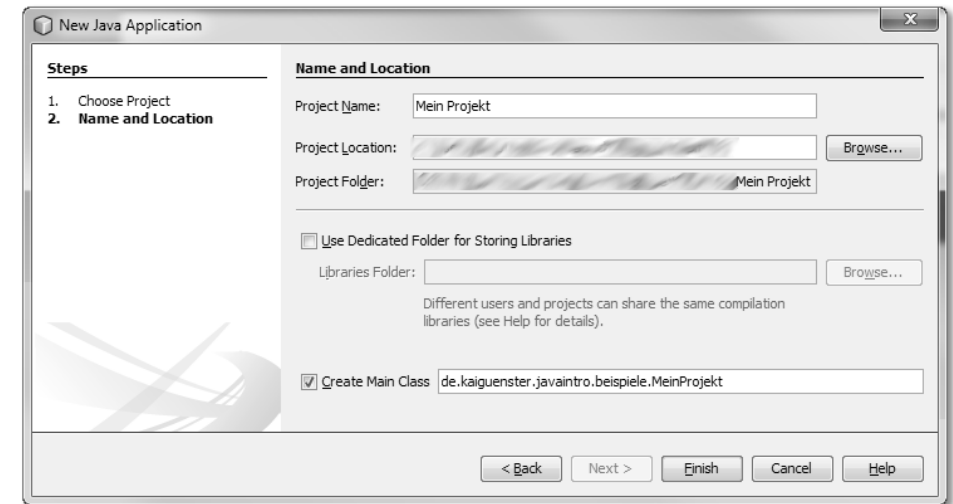 New Java Application
Steps
1. Choose Project
2. Name and Location
Name and Location
Project Name: Mein Projekt
Project Location: Browse...
Project Folder: Mein Projekt
Use Dedicated Folder for Storing Libraries
Libraries Folder: Browse...
Different users and projects can share the same compilation
libraries (see Help for details).
Create Main Class de.kaiguenster.javaintro.beispiele.MeinProjekt
< Back Next > Finish Cancel Help